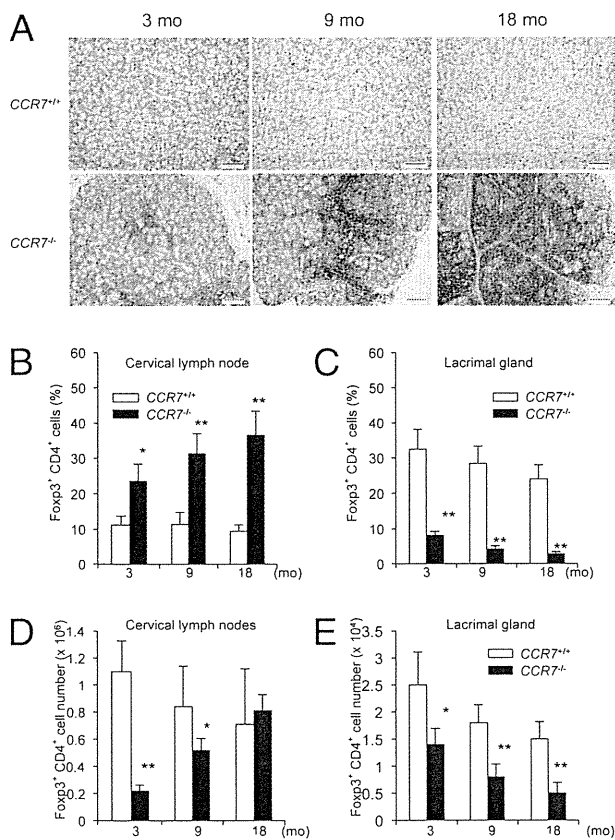 A
3 mo 9 mo 18 mo
CCR7+/+
CCR7-/-
B
Cervical lymph node
Foxp3+ CD4+ cells (%)
60
50
40
30
20
10
0
CCR7+/+
CCR7-/-
* ** **
3 9 18 (mo)
C
Lacrimal gland
Foxp3+ CD4+ cells (%)
60
50
40
30
20
10
0
CCR7+/+
CCR7-/-
** ** **
3 9 18 (mo)
D
Cervical lymph nodes
Foxp3+ CD4+ cell number (x 10⁶)
1.4
1.2
1
0.8
0.6
0.4
0.2
0
** *
3 9 18 (mo)
E
Lacrimal gland
Foxp3+ CD4+ cell number (x 10⁴)
3.5
3
2.5
2
1.5
1
0.5
0
CCR7+/+
CCR7-/-
* ** **
3 9 18 (mo)